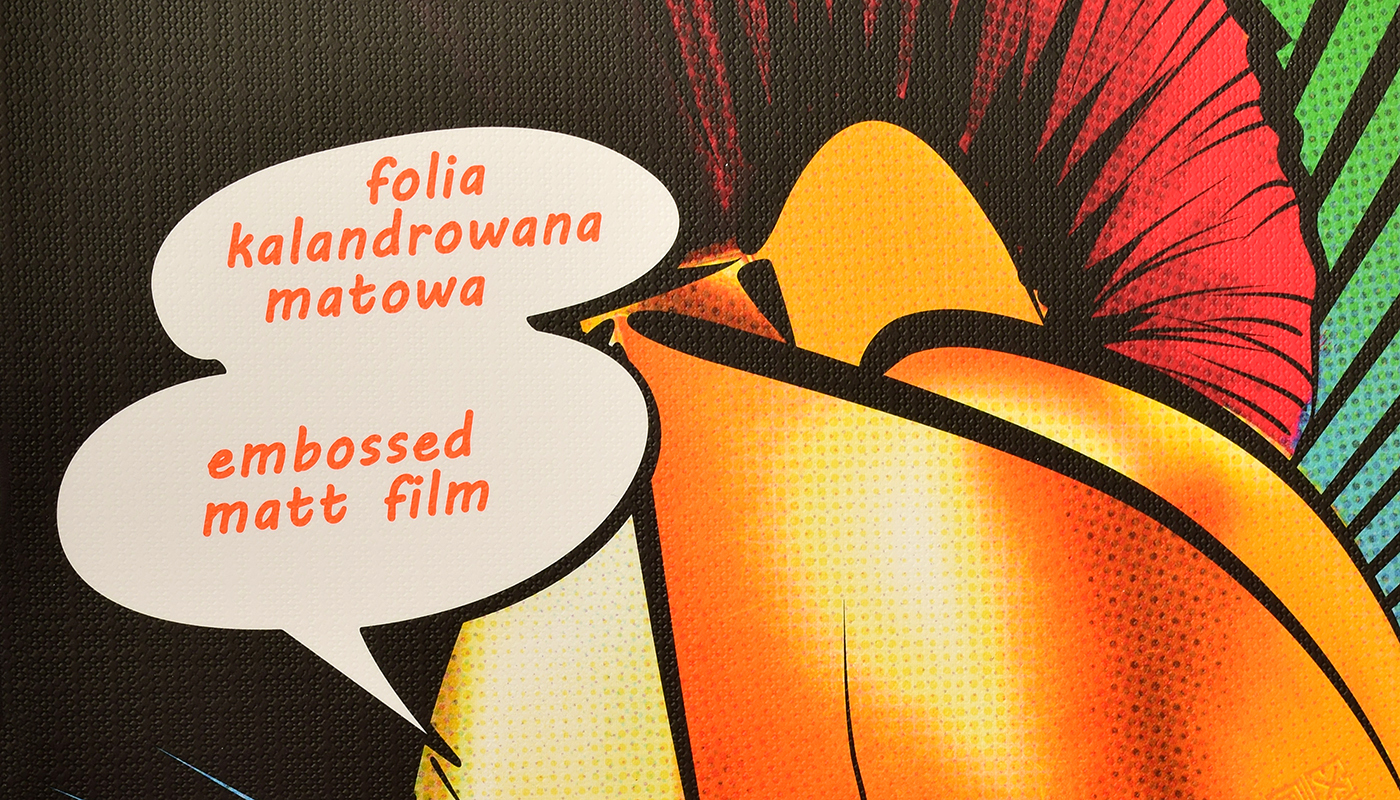 folia
kalandrowana
matowa
embossed
matt film